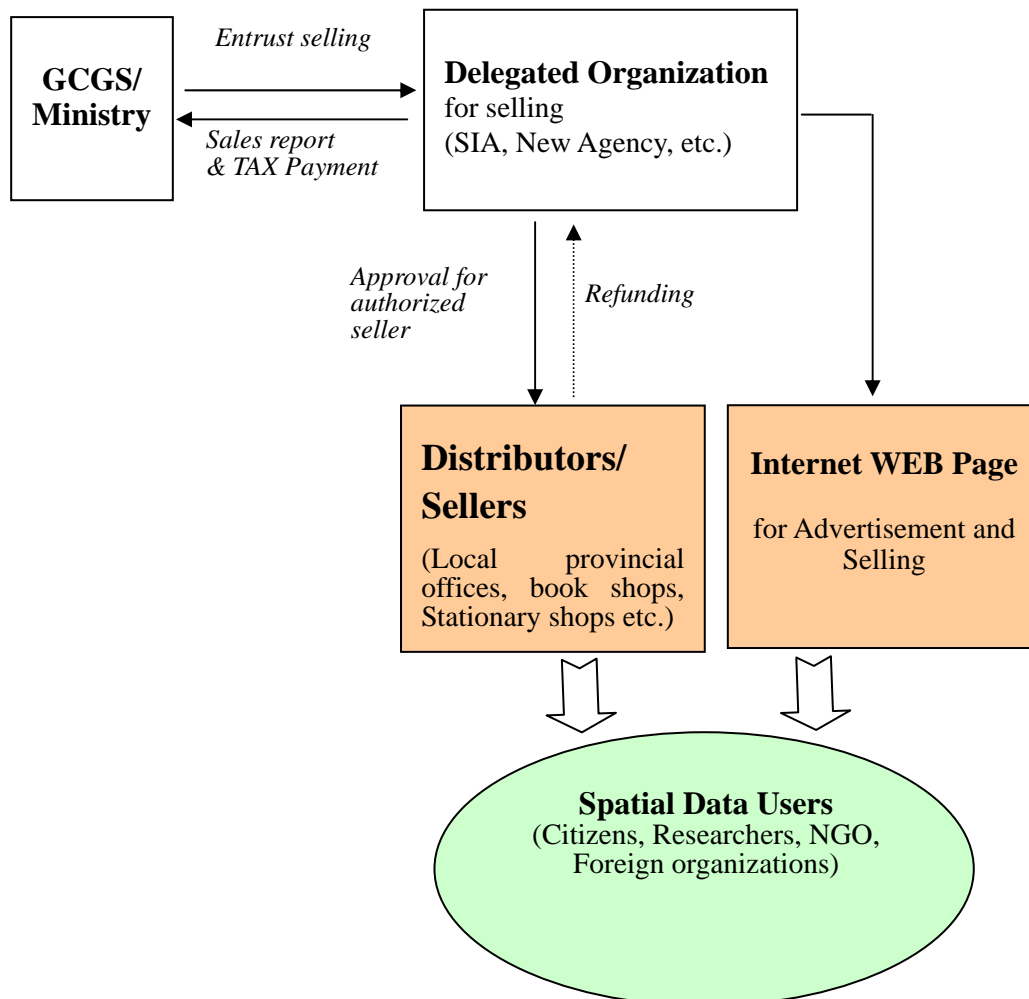 Entrust selling
GCGS/
Ministry
Sales report
& TAX Payment
Delegated Organization
for selling
(SIA, New Agency, etc.)
Approval for
authorized
seller
Refunding
Distributors/
Sellers
(Local provincial
offices, book shops,
Stationary shops etc.)
Internet WEB Page
for Advertisement and
Selling
Spatial Data Users
(Citizens, Researchers, NGO,
Foreign organizations)